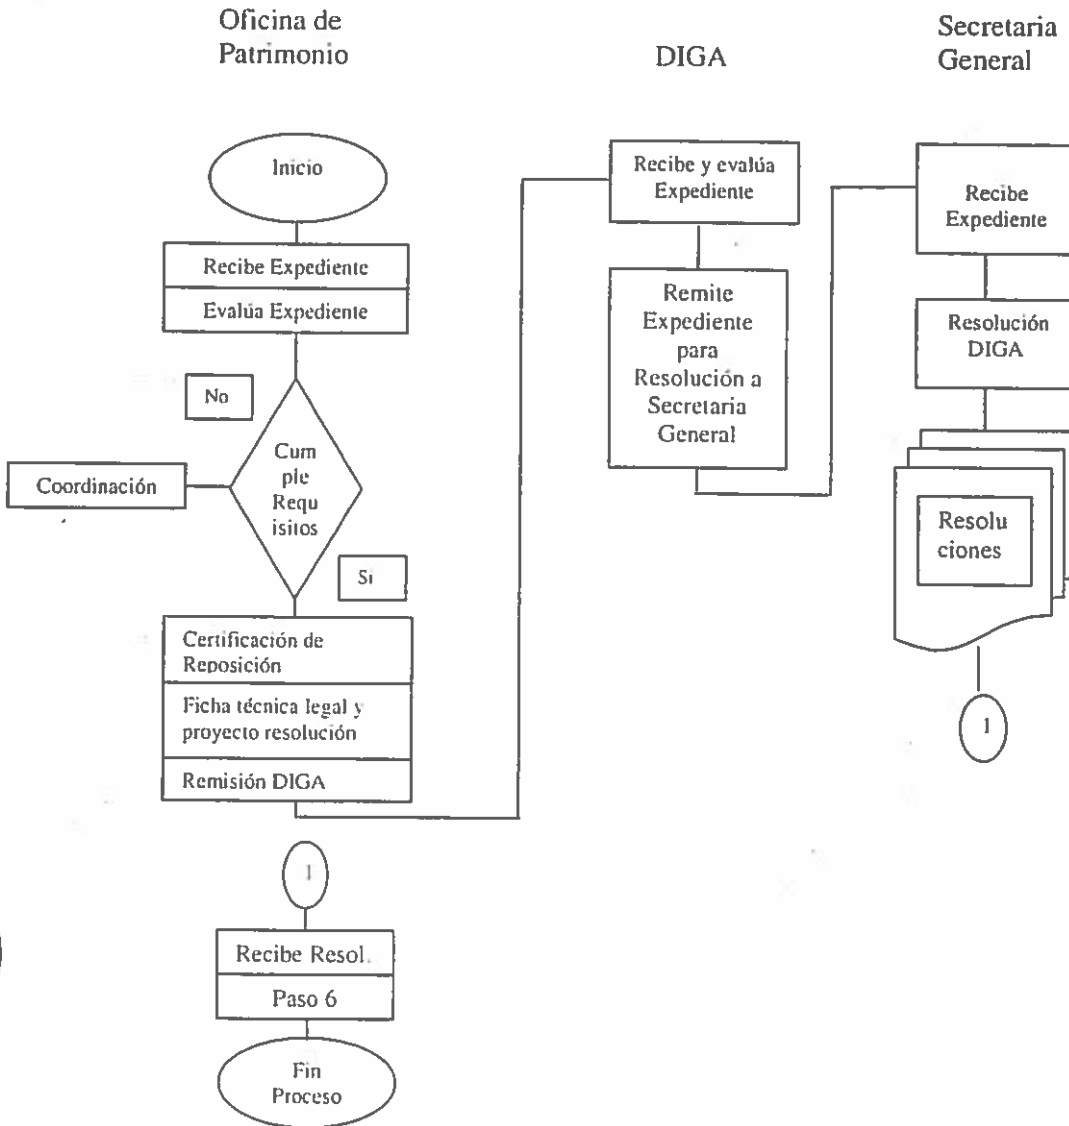 Oficina de
Patrimonio
DIGA
Secretaria
General
Inicio
Recibe Expediente
Evalúa Expediente
No
Cum
ple
Requ
isitos
Coordinación
Si
Certificación de
Reposición
Ficha técnica legal y
proyecto resolución
Remisión DIGA
1
Recibe Resol.
Paso 6
Fin
Proceso
Recibe y evalúa
Expediente
Remite
Expediente
para
Resolución a
Secretaria
General
Recibe
Expediente
Resolución
DIGA
Resolu
ciones
1